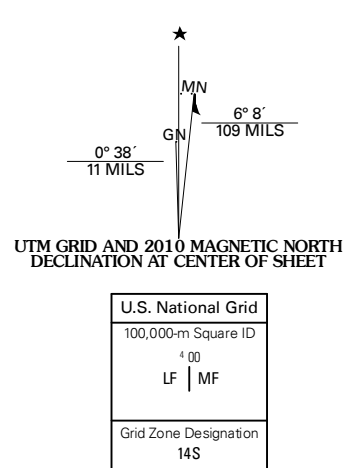 ★
MN
GN
6° 8´
109 MILS
0° 38´
11 MILS
UTM GRID AND 2010 MAGNETIC NORTH
DECLINATION AT CENTER OF SHEET
U.S. National Grid
100,000-m Square ID
4 00
LF | MF
Grid Zone Designation
14S